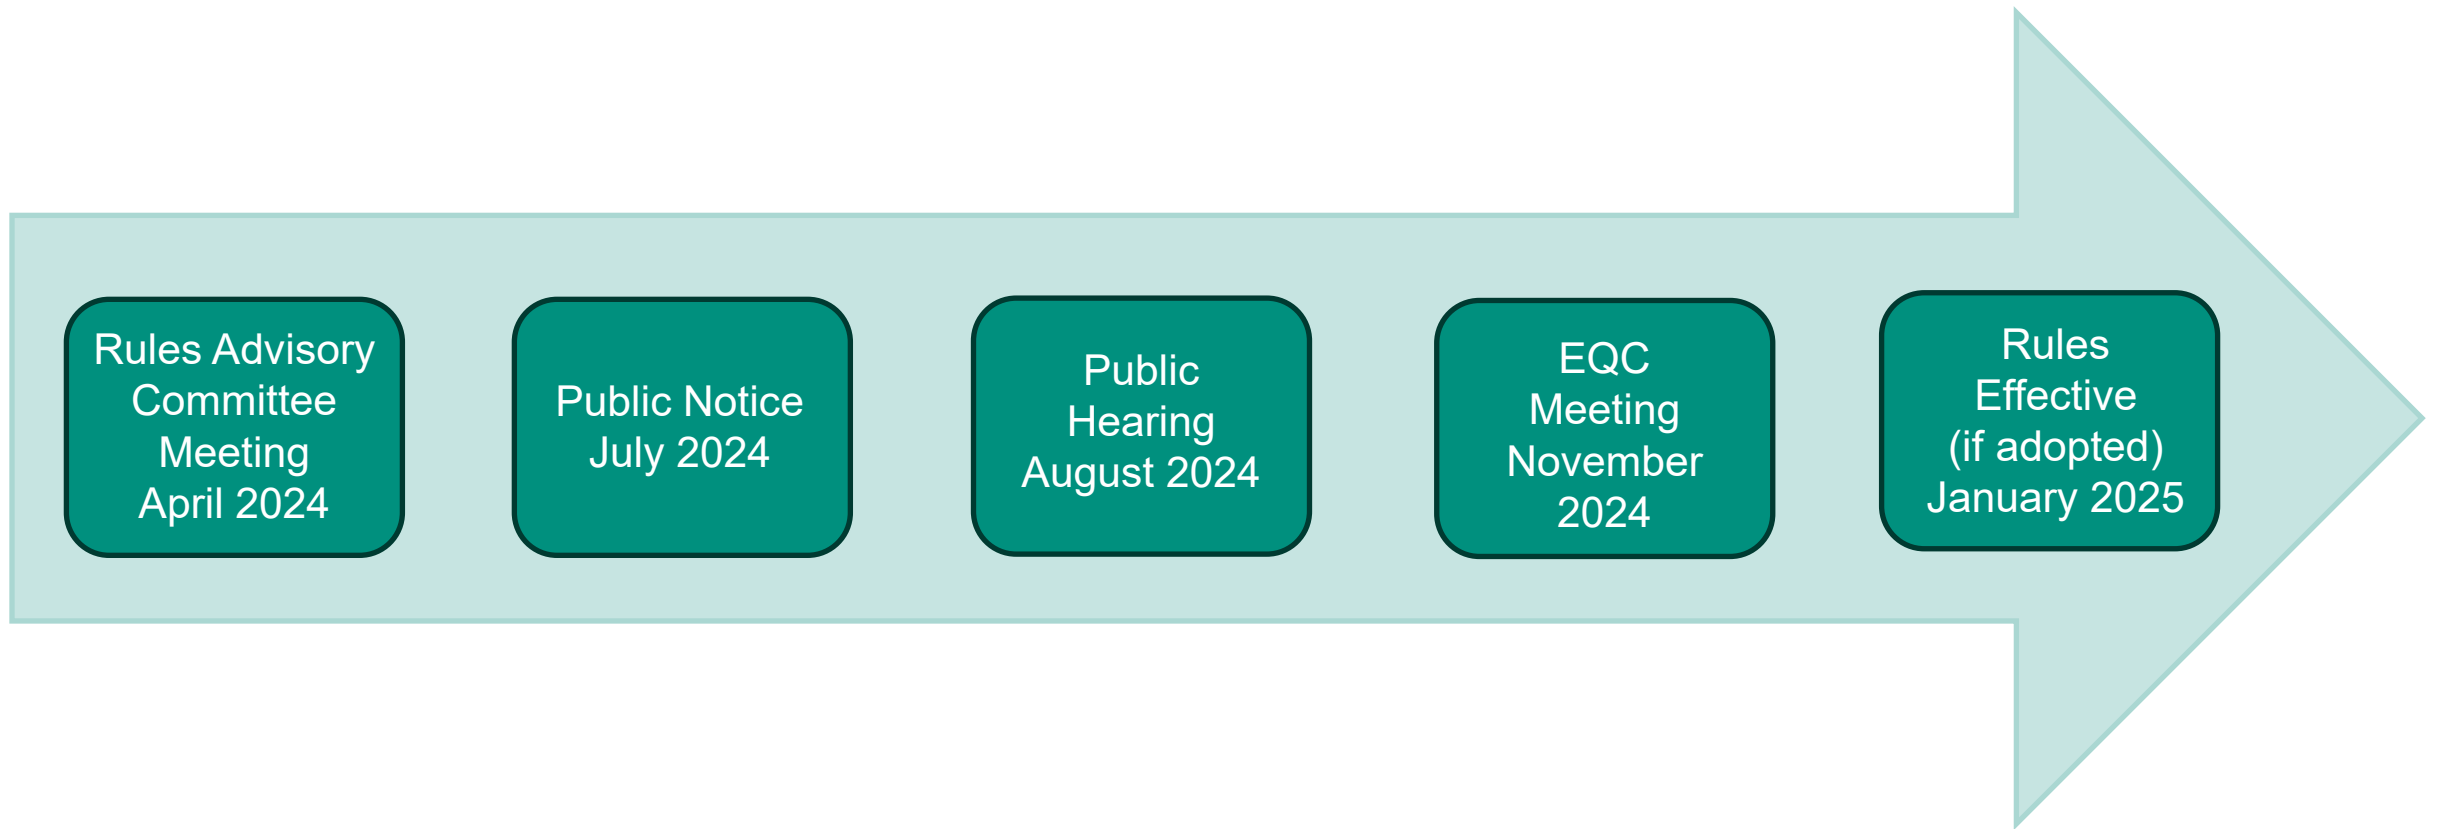 Rules Advisory
Committee
Meeting
April 2024
Public Notice
July 2024
Public
Hearing
August 2024
EQC
Meeting
November
2024
Rules
Effective
(if adopted)
January 2025